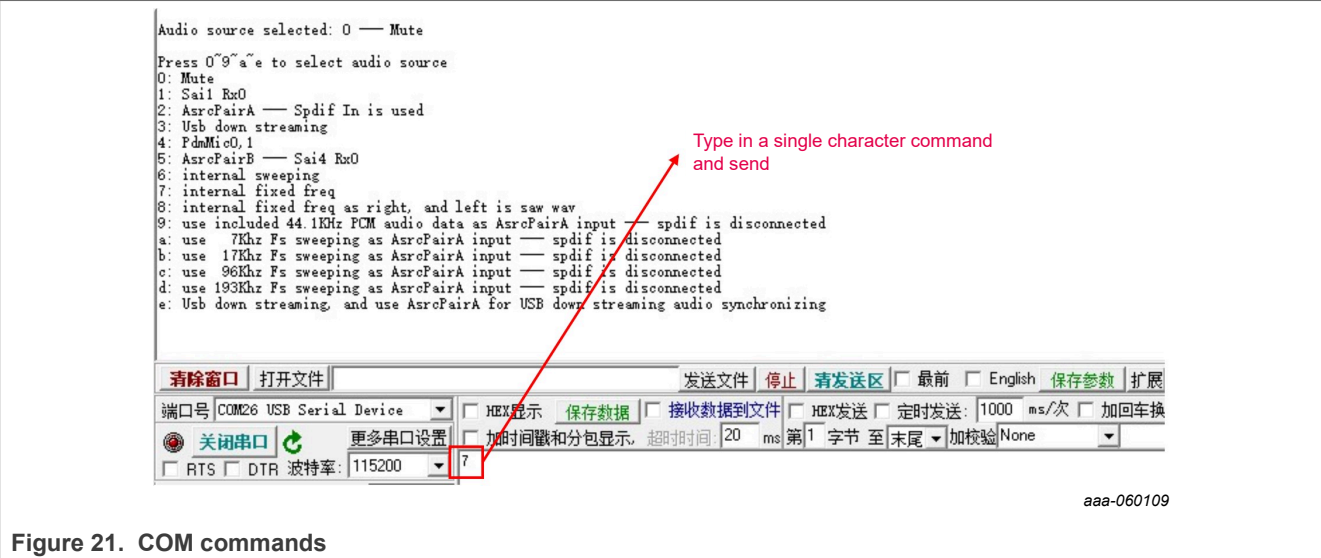 Audio source selected: 0 —— Mute
Press 0~9~a~e to select audio source
0: Mute
1: Sai1 Rx0
2: AsrcPairA —— Spdif In is used
3: Usb down streaming
4: PdmMic0,1
5: AsrcPairB —— Sai4 Rx0
6: internal sweeping
7: internal fixed freq
8: internal fixed freq as right, and left is saw wav
9: use included 44.1KHz PCM audio data as AsrcPairA input —— spdif is disconnected
a: use   7Khz Fs sweeping as AsrcPairA input —— spdif is disconnected
b: use  17Khz Fs sweeping as AsrcPairA input —— spdif is disconnected
c: use  96Khz Fs sweeping as AsrcPairA input —— spdif is disconnected
d: use 193Khz Fs sweeping as AsrcPairA input —— spdif is disconnected
e: Usb down streaming, and use AsrcPairA for USB down streaming audio synchronizing
Type in a single character command
and send
清除窗口 打开文件 发送文件 停止 清发送区 最前 English 保存参数 扩展
端口号 COM26 USB Serial Device HEX显示 保存数据 接收数据到文件 HEX发送 定时发送: 1000 ms/次 加回车换
关闭串口 更多串口设置 加时间戳和分包显示, 超时时间: 20 ms 第1 字节 至 末尾 加校验 None
RTS DTR 波特率: 115200 7
aaa-060109
Figure 21. COM commands